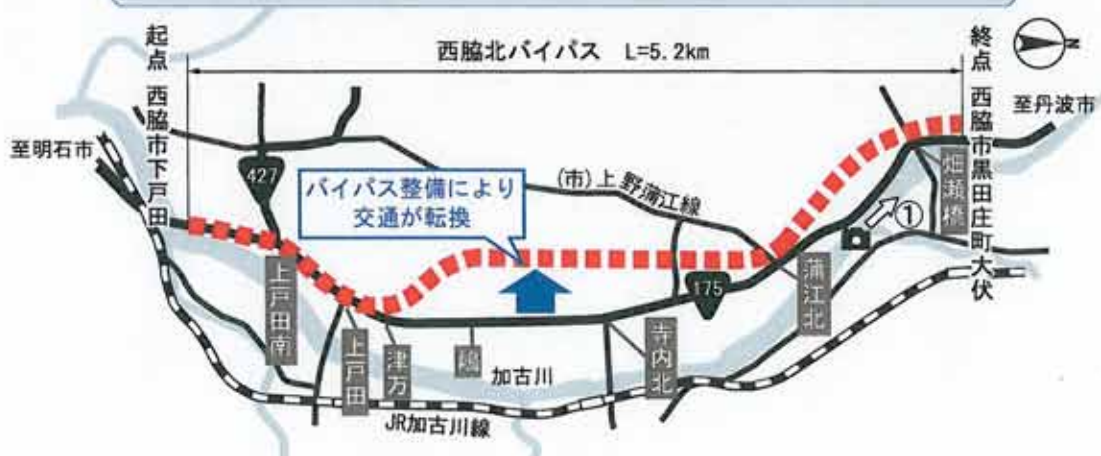 起点 西脇市下戸田
西脇北バイパス L=5.2km
終点 西脇市黒田庄町大伏
N
至丹波市
至明石市
427
バイパス整備により
交通が転換
(市)上野蒲江線
①
畑瀬橋
上戸田南
175
蒲江北
上戸田
津万
嶋
寺内北
加古川
JR加古川線